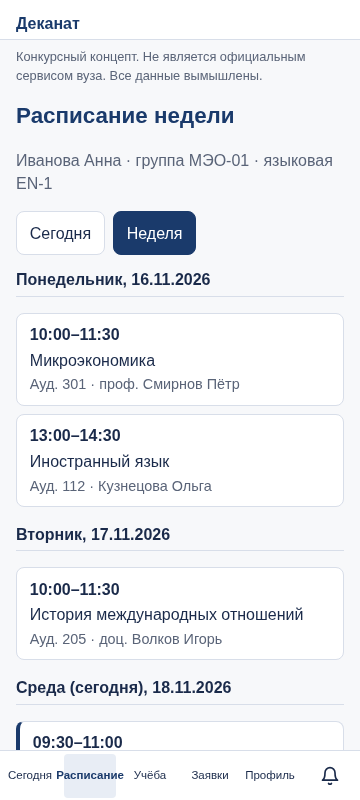 Деканат
Конкурсный концепт. Не является официальным
сервисом вуза. Все данные вымышлены.
Расписание недели
Иванова Анна · группа МЭО-01 · языковая
EN-1
Сегодня
Неделя
Понедельник, 16.11.2026
10:00–11:30
Микроэкономика
Ауд. 301 · проф. Смирнов Пётр
13:00–14:30
Иностранный язык
Ауд. 112 · Кузнецова Ольга
Вторник, 17.11.2026
10:00–11:30
История международных отношений
Ауд. 205 · доц. Волков Игорь
Среда (сегодня), 18.11.2026
09:30–11:00
Сегодня Расписание Учёба Заявки Профиль